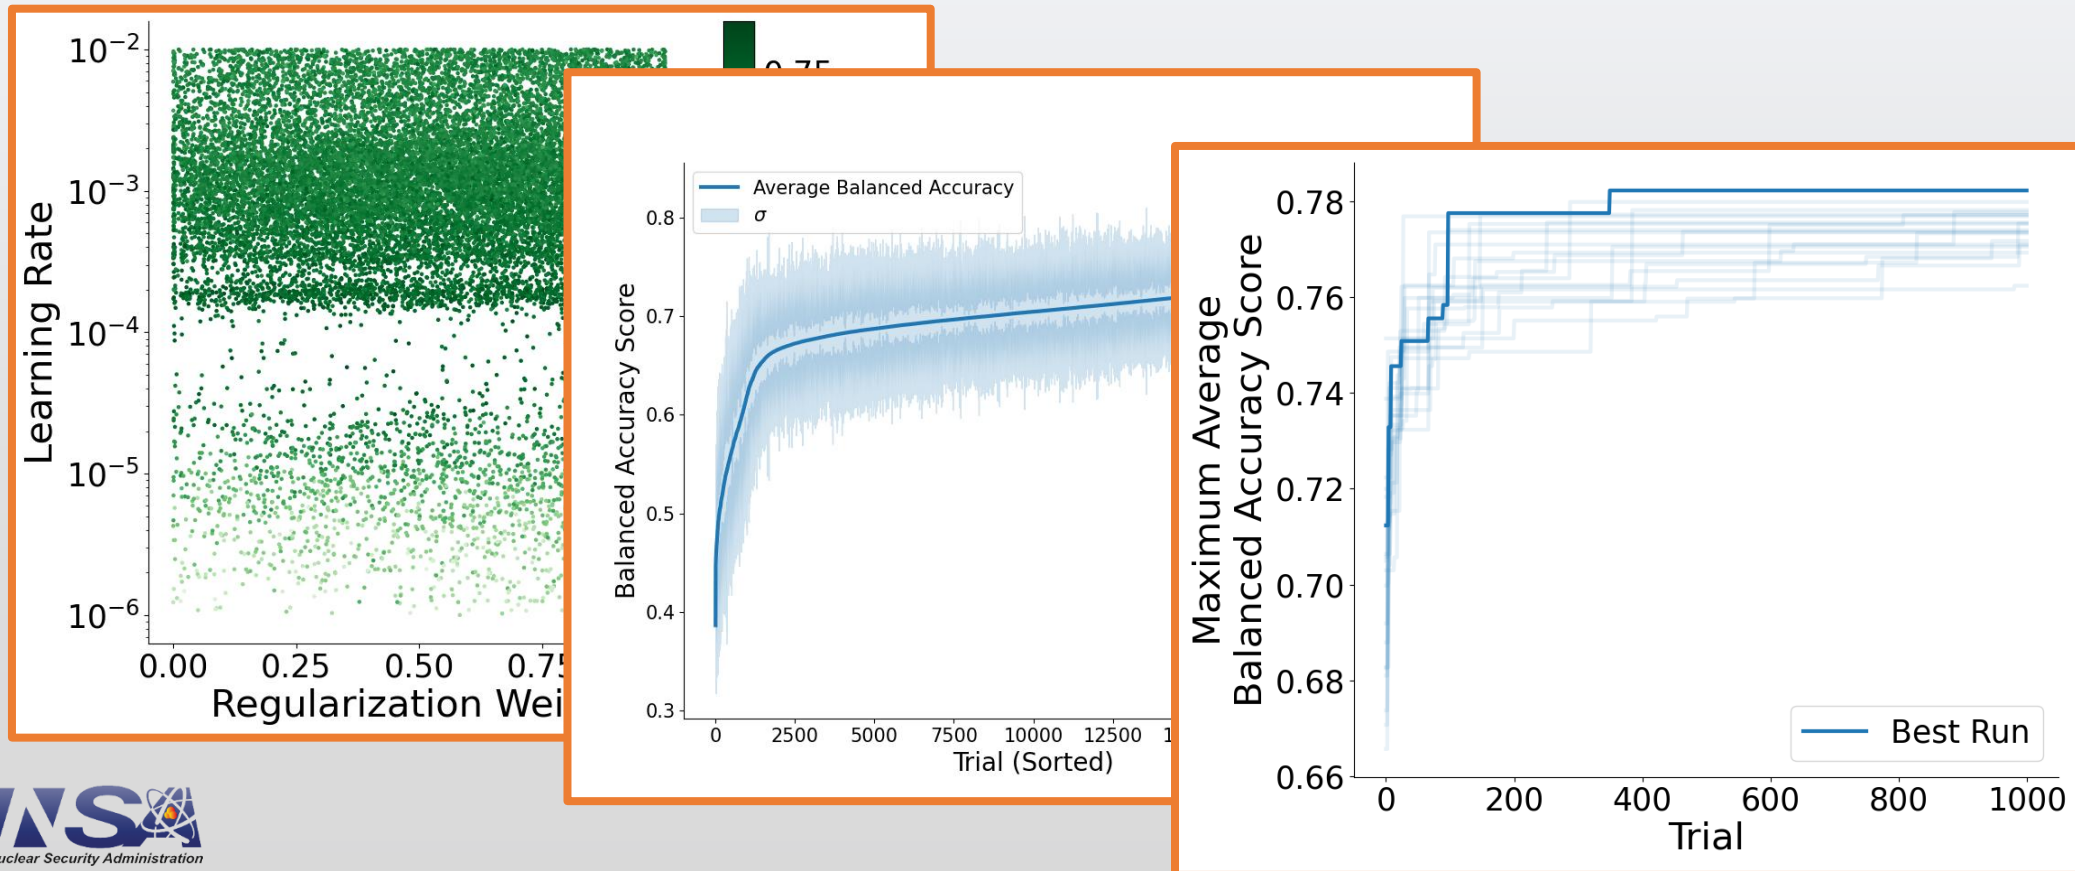 10⁻²
10⁻³
10⁻⁴
10⁻⁵
10⁻⁶
Learning Rate
0.00 0.25 0.50
Regularization
Average Balanced Accuracy
σ
0.8
0.7
0.6
0.5
0.4
0.3
Balanced Accuracy Score
0 2500 5000 7500 10000 12500
Trial (Sorted)
0.78
0.76
0.74
0.72
0.70
0.68
0.66
Maximum Average
Balanced Accuracy Score
Best Run
0 200 400 600 800 1000
Trial
NSA
uclear Security Administration